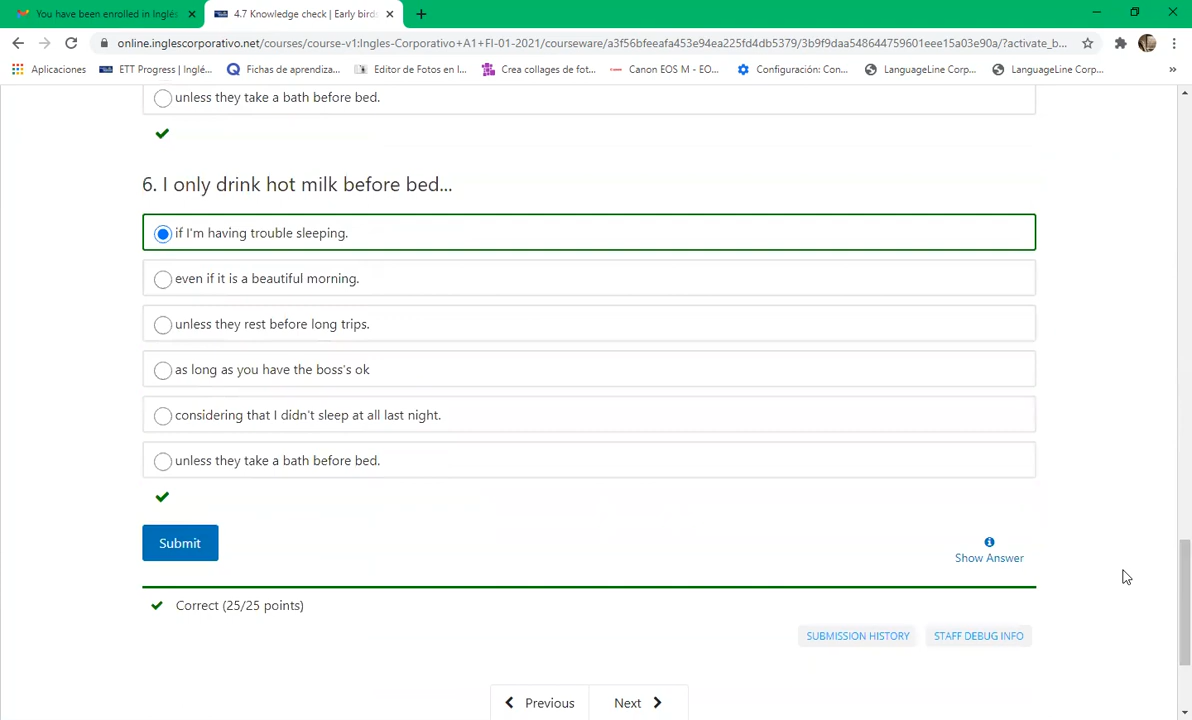 You have been enrolled in Inglés
4.7 Knowledge check | Early birds
online.inglescorporativo.net/courses/course-v1:Ingles-Corporativo+A1+FI-01-2021/courseware/a3f56bfeeafa453e94ea225fd4db5379/3b9f9daa548644759601eee15a03e90a/?activate_b...
Aplicaciones ETT Progress | Inglé... Fichas de aprendiza... Editor de Fotos en l... Crea collages de fot... Canon EOS M - EO... Configuración: Con... LanguageLine Corp... LanguageLine Corp... »
unless they take a bath before bed.
6. I only drink hot milk before bed...
if I'm having trouble sleeping.
even if it is a beautiful morning.
unless they rest before long trips.
as long as you have the boss's ok
considering that I didn't sleep at all last night.
unless they take a bath before bed.
Submit
Show Answer
Correct (25/25 points)
SUBMISSION HISTORY STAFF DEBUG INFO
Previous Next